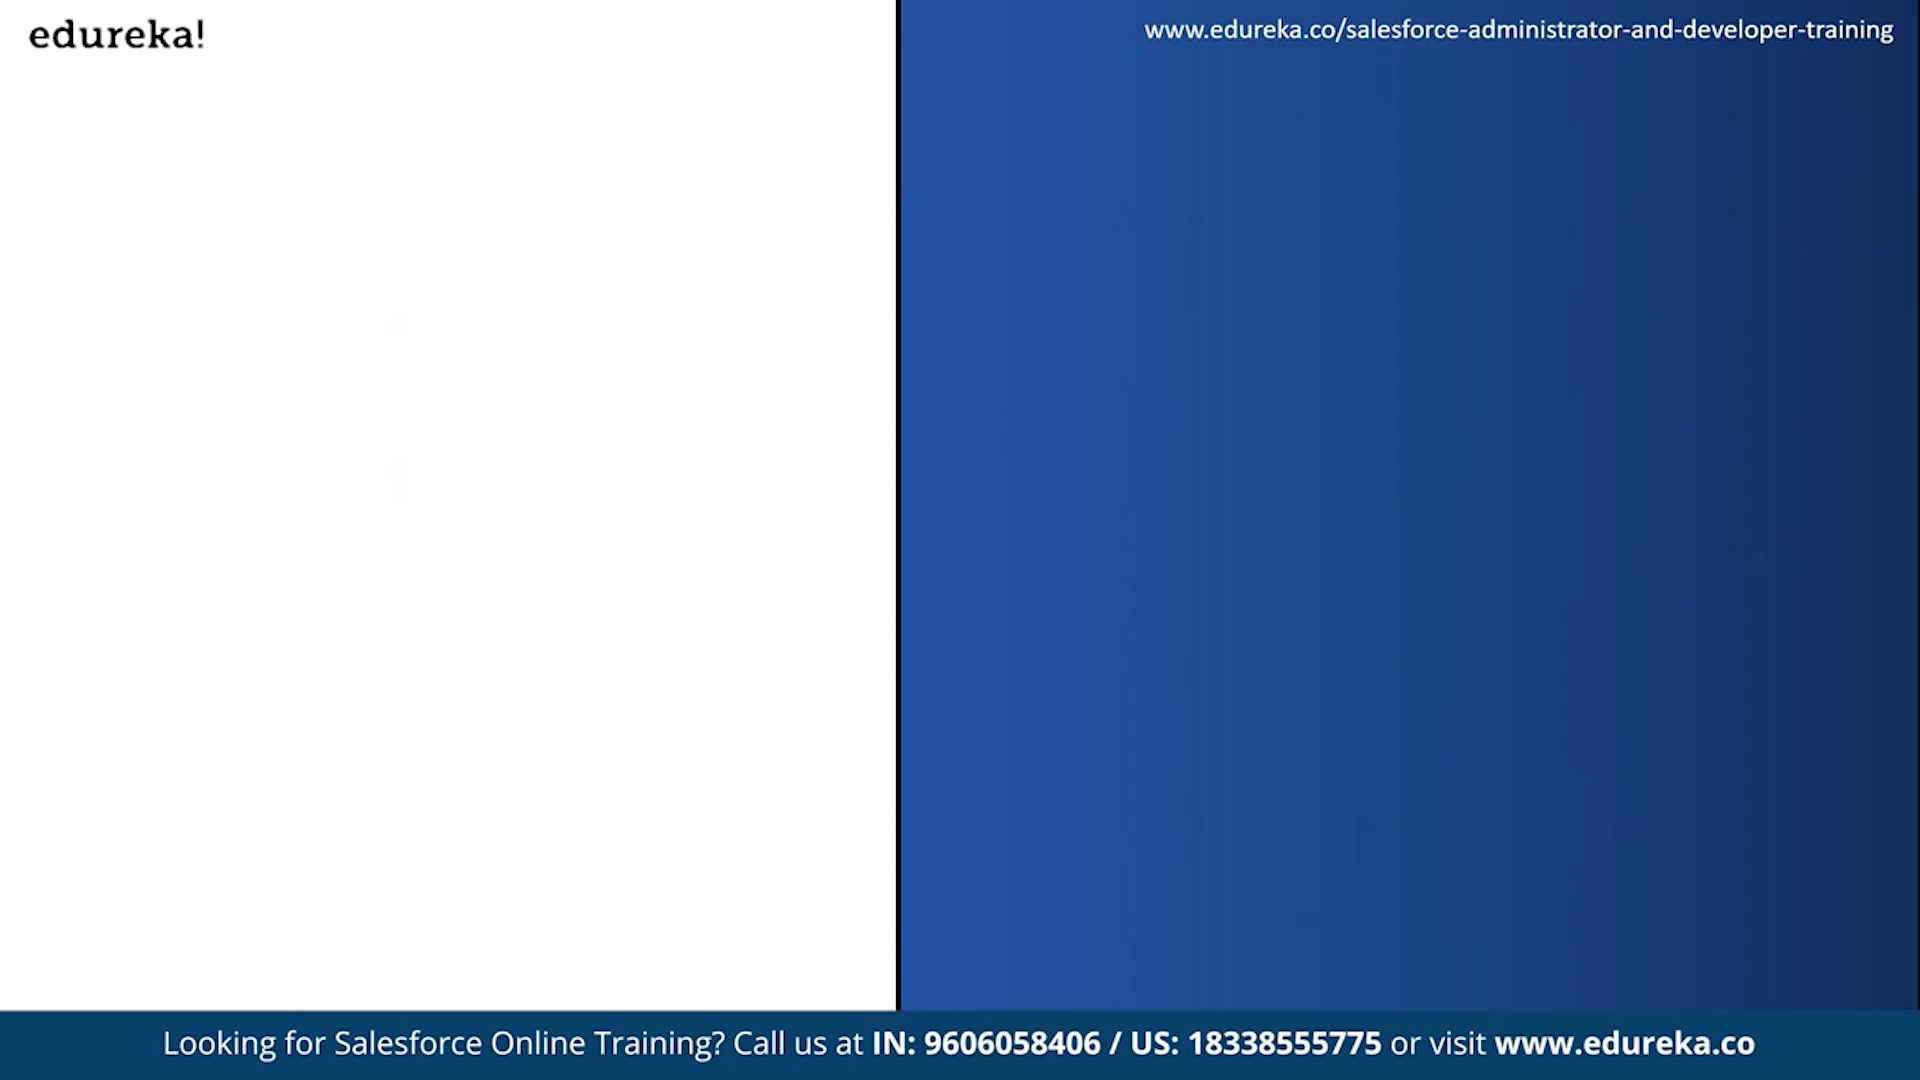 edureka!
www.edureka.co/salesforce-administrator-and-developer-training
Looking for Salesforce Online Training? Call us at IN: 9606058406 / US: 18338555775 or visit www.edureka.co